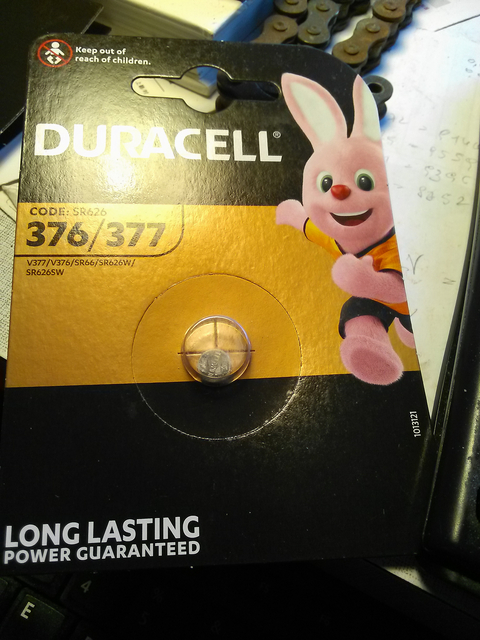 Keep out of
reach of children.
DURACELL®
CODE: SR626
376/377
V377/V376/SR66/SR626W/
SR626SW
1013121
LONG LASTING
POWER GUARANTEED
E